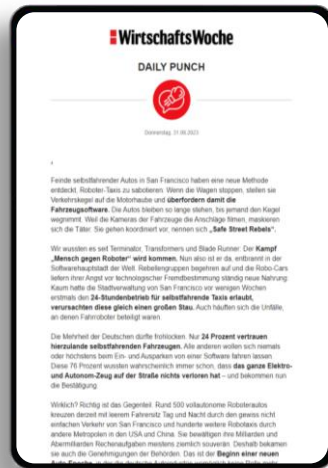 WirtschaftsWoche
DAILY PUNCH
Donnerstag, 31.08.2023
,
Feinde selbstfahrender Autos in San Francisco haben eine neue Methode
entdeckt, Roboter-Taxis zu sabotieren. Wenn die Wagen stoppen, stellen sie
Verkehrskegel auf die Motorhaube und überfordern damit die
Fahrzeugsoftware. Die Autos bleiben so lange stehen, bis jemand den Kegel
wegnimmt. Weil die Kameras der Fahrzeuge die Anschläge filmen, maskieren
sich die Täter. Sie gehen koordiniert vor, nennen sich „Safe Street Rebels“.
Wir wussten es seit Terminator, Transformers und Blade Runner: Der Kampf
„Mensch gegen Roboter“ wird kommen. Nun also ist er da, entbrannt in der
Softwarehauptstadt der Welt. Rebellengruppen begehren auf und die Robo-Cars
liefern ihrer Angst vor technologischer Fremdbestimmung ständig neue Nahrung:
Kaum hatte die Stadtverwaltung von San Francisco vor wenigen Wochen
erstmals den 24-Stundenbetrieb für selbstfahrende Taxis erlaubt,
verursachten diese gleich einen großen Stau. Auch häuften sich die Unfälle,
an denen Fahrroboter beteiligt waren.
Die Mehrheit der Deutschen dürfte frohlocken. Nur 24 Prozent vertrauen
hierzulande selbstfahrenden Fahrzeugen. Alle anderen wollen sich niemals
oder höchstens beim Ein- und Ausparken von einer Software fahren lassen.
Diese 76 Prozent wussten wahrscheinlich immer schon, dass das ganze Elektro-
und Autonom-Zeug auf der Straße nichts verloren hat – und bekommen nun
die Bestätigung.
Wirklich? Richtig ist das Gegenteil. Rund 500 vollautonome Roboterautos
kreuzen derzeit mit leerem Fahrersitz Tag und Nacht durch den gewiss nicht
einfachen Verkehr von San Francisco und hunderte weitere Robotaxis durch
andere Metropolen in den USA und China. Sie bewältigen ihre Milliarden und
Abermilliarden Rechenaufgaben meistens ziemlich souverän. Deshalb bekamen
sie auch die Genehmigungen der Behörden. Das ist der Beginn einer neuen